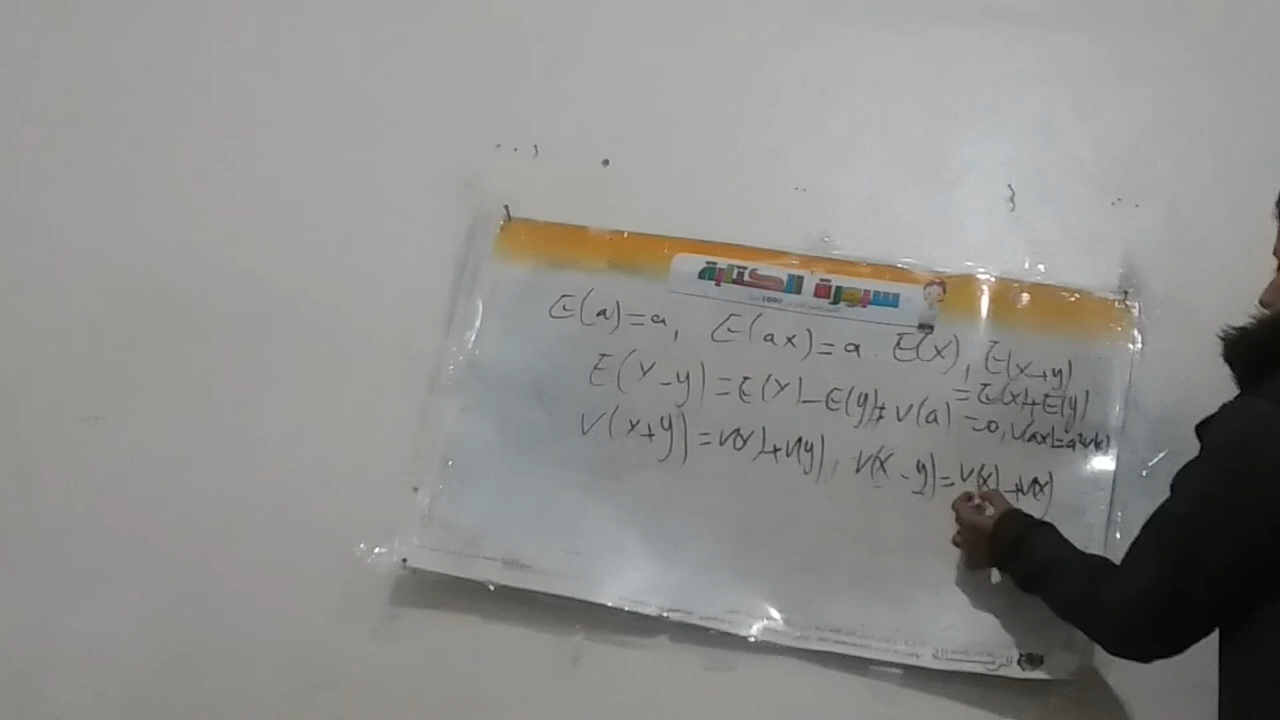 سبورة الكتابة
E(a)=a, E(ax)=a. E(x), E(x+y)
=E(x)+E(y)
E(x-y)=E(x)-E(y), V(a)=0, V(ax)=a²V(x)
V(x+y)=V(x)+V(y), V(x-y)=V(x)+V(x)